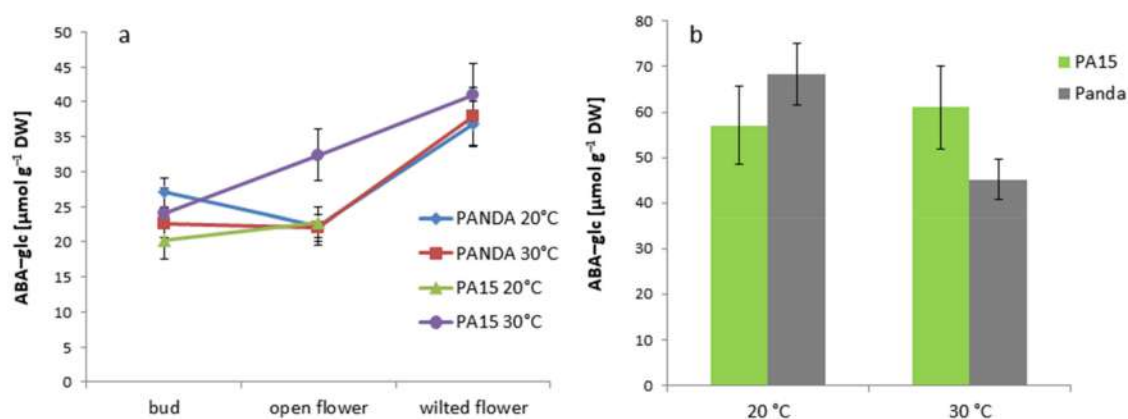 a
ABA–glc [µmol g⁻¹ DW]
50
45
40
35
30
25
20
15
10
5
0
bud open flower wilted flower
PANDA 20°C
PANDA 30°C
PA15 20°C
PA15 30°C
b
ABA–glc [µmol g⁻¹ DW]
80
70
60
50
40
30
20
10
0
20 °C 30 °C
PA15
Panda